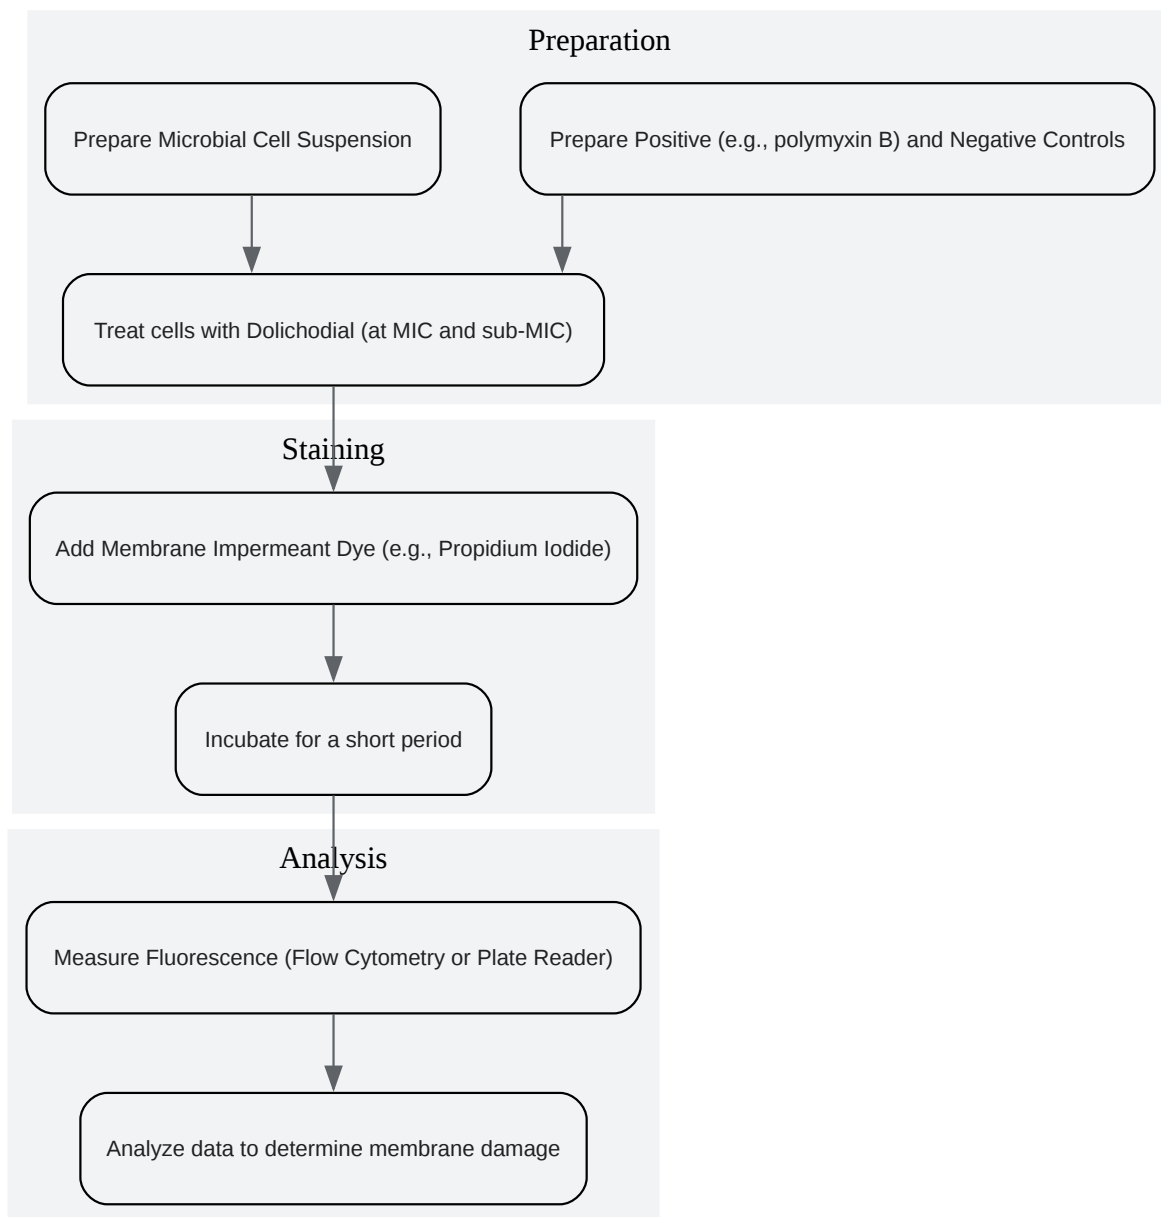 Preparation
Prepare Microbial Cell Suspension
Prepare Positive (e.g., polymyxin B) and Negative Controls
Treat cells with Dolichodial (at MIC and sub-MIC)
Staining
Add Membrane Impermeant Dye (e.g., Propidium Iodide)
Incubate for a short period
Analysis
Measure Fluorescence (Flow Cytometry or Plate Reader)
Analyze data to determine membrane damage